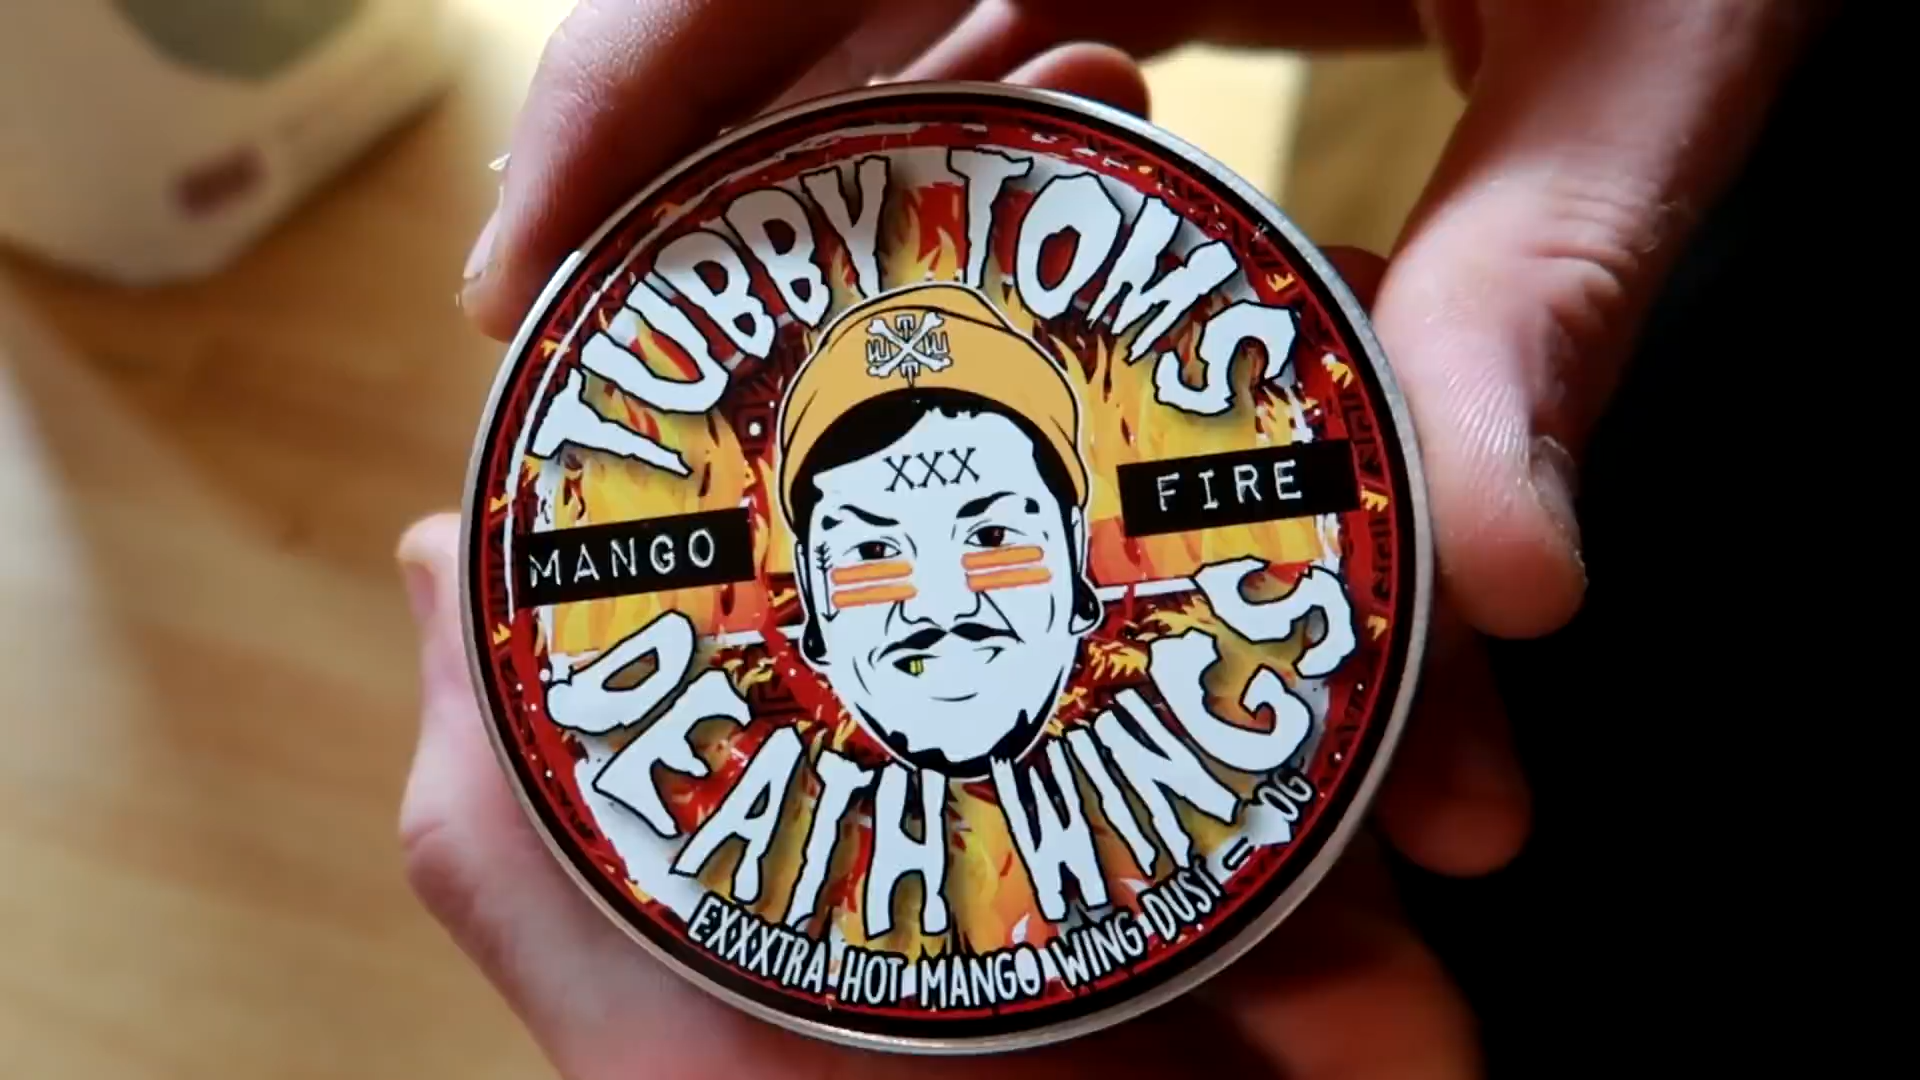 TUBBY TOMS
XXX
MANGO
FIRE
DEATH WINGS
EXXXTRA HOT MANGO WING DUST